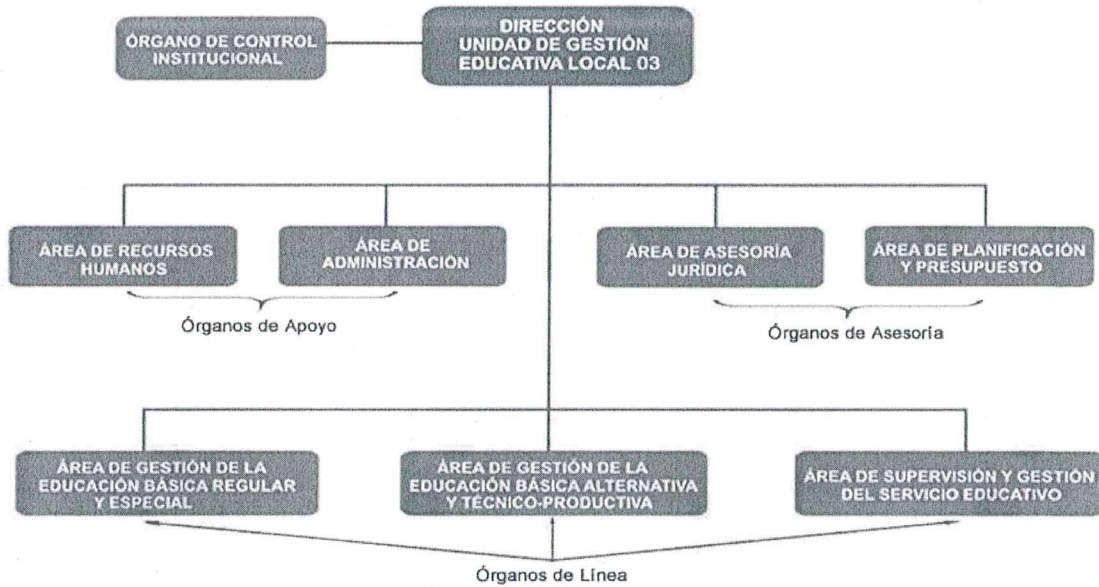 ÓRGANO DE CONTROL
INSTITUCIONAL
DIRECCIÓN
UNIDAD DE GESTIÓN
EDUCATIVA LOCAL 03
ÁREA DE RECURSOS
HUMANOS
ÁREA DE
ADMINISTRACIÓN
ÁREA DE ASESORÍA
JURÍDICA
ÁREA DE PLANIFICACIÓN
Y PRESUPUESTO
Órganos de Apoyo
Órganos de Asesoría
ÁREA DE GESTIÓN DE LA
EDUCACIÓN BÁSICA REGULAR
Y ESPECIAL
ÁREA DE GESTIÓN DE LA
EDUCACIÓN BÁSICA ALTERNATIVA
Y TÉCNICO-PRODUCTIVA
ÁREA DE SUPERVISIÓN Y GESTIÓN
DEL SERVICIO EDUCATIVO
Órganos de Línea